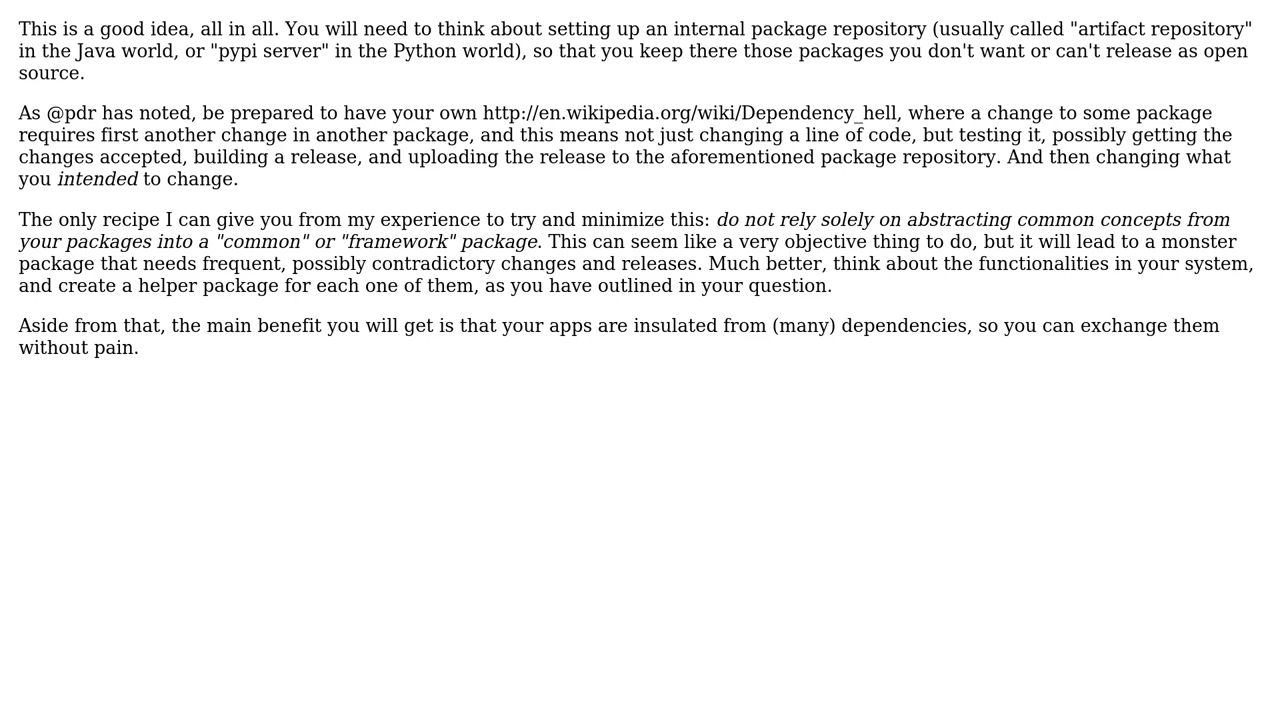 This is a good idea, all in all. You will need to think about setting up an internal package repository (usually called "artifact repository"
in the Java world, or "pypi server" in the Python world), so that you keep there those packages you don't want or can't release as open
source.
As @pdr has noted, be prepared to have your own http://en.wikipedia.org/wiki/Dependency_hell, where a change to some package
requires first another change in another package, and this means not just changing a line of code, but testing it, possibly getting the
changes accepted, building a release, and uploading the release to the aforementioned package repository. And then changing what
you intended to change.
The only recipe I can give you from my experience to try and minimize this: do not rely solely on abstracting common concepts from
your packages into a "common" or "framework" package. This can seem like a very objective thing to do, but it will lead to a monster
package that needs frequent, possibly contradictory changes and releases. Much better, think about the functionalities in your system,
and create a helper package for each one of them, as you have outlined in your question.
Aside from that, the main benefit you will get is that your apps are insulated from (many) dependencies, so you can exchange them
without pain.